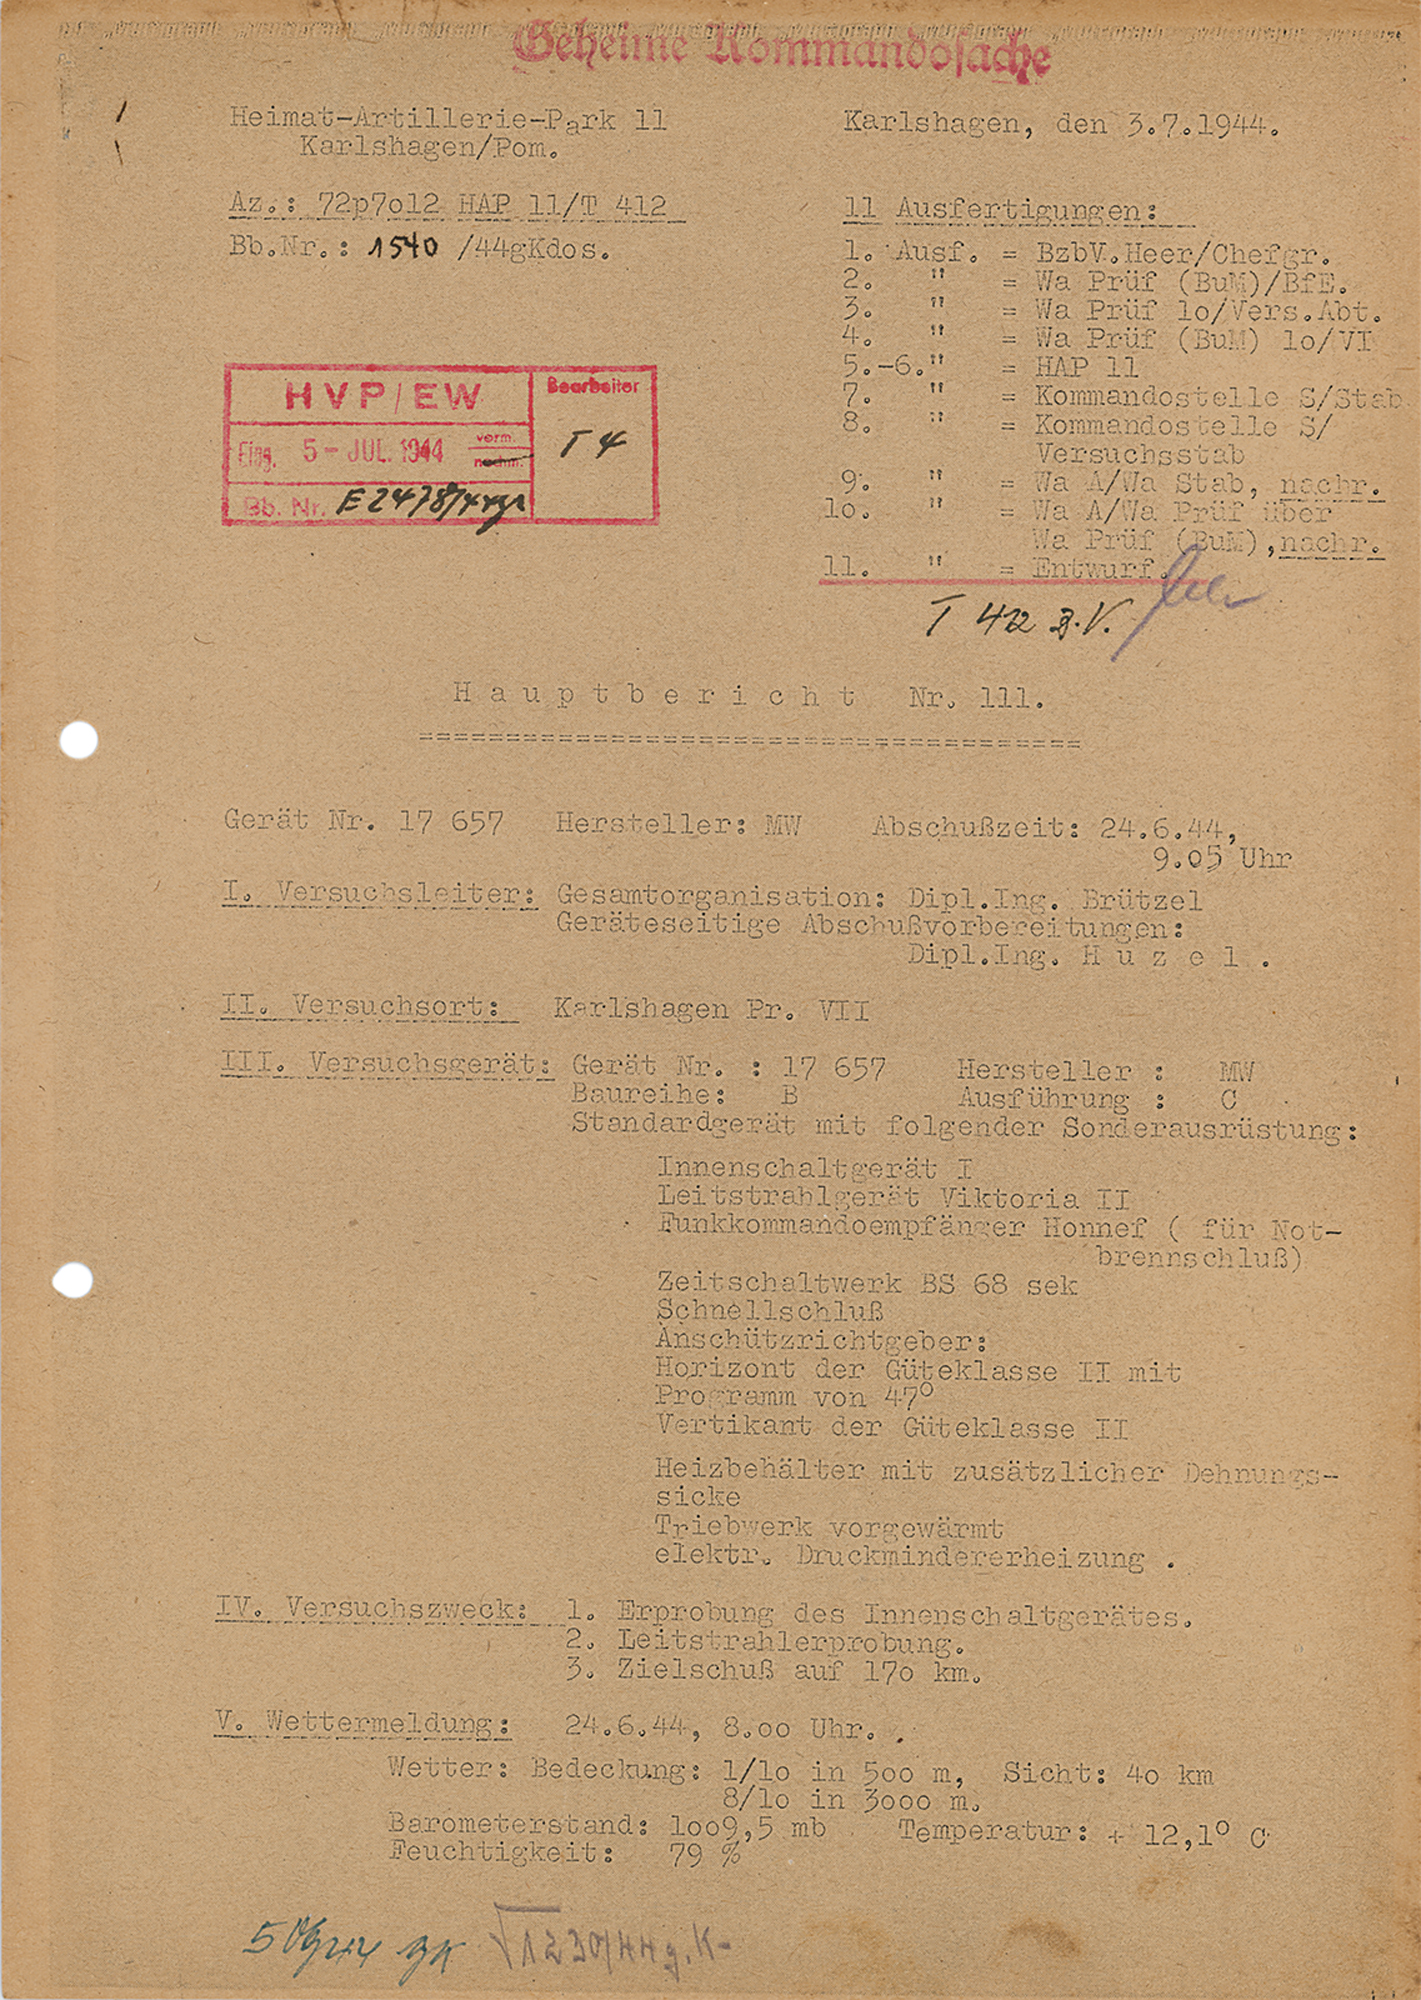 Geheime Kommandosache
Heimat-Artillerie-Park 11
Karlshagen/Pom.
Karlshagen, den 3.7.1944.
Az.: 72p7o12 HAP 11/T 412
Bb.Nr.: 1540 /44gKdos.
11 Ausfertigungen:
1. Ausf. = BzbV.Heer/Chefgr.
2. " = Wa Prüf (BuM)/BfE.
3. " = Wa Prüf 1o/Vers.Abt.
4. " = Wa Prüf (BuM) 1o/VI
5.-6." = HAP 11
7. " = Kommandostelle S/Stab
8. " = Kommandostelle S/
Versuchsstab
9. " = Wa A/Wa Stab, nachr.
1o. " = Wa A/Wa Prüf über
Wa Prüf (BuM),nachr.
11. " = Entwurf.
HVP/EW
Bearbeiter
Eing. 5-JUL.1944 vorm.
nachm.
T 4
Bb. Nr. E 2478/44
T 412 z.V.
Hauptbericht Nr. 111.
======================================
Gerät Nr. 17 657 Hersteller: MW Abschußzeit: 24.6.44,
9.05 Uhr
I. Versuchsleiter: Gesamtorganisation: Dipl.Ing. Brützel
Geräteseitige Abschußvorbereitungen:
Dipl.Ing. H u z e l .
II. Versuchsort: Karlshagen Pr. VII
III. Versuchsgerät: Gerät Nr. : 17 657 Hersteller : MW
Baureihe: B Ausführung : C
Standardgerät mit folgender Sonderausrüstung:
Innenschaltgerät I
Leitstrahlgerät Viktoria II
Funkkommandoempfänger Honnef ( für Not-
brennschluß)
Zeitschaltwerk BS 68 sek
Schnellschluß
Anschützrichtgeber:
Horizont der Güteklasse II mit
Programm von 47°
Vertikant der Güteklasse II
Heizbehälter mit zusätzlicher Dehnungs-
sicke
Triebwerk vorgewärmt
elektr. Druckmindererheizung .
IV. Versuchszweck: 1. Erprobung des Innenschaltgerätes.
2. Leitstrahlerprobung.
3. Zielschuß auf 17o km.
V. Wettermeldung: 24.6.44, 8.oo Uhr.
Wetter: Bedeckung: 1/1o in 5oo m, Sicht: 4o km
8/1o in 3ooo m.
Barometerstand: 1oo9,5 mb Temperatur: + 12,1° C
Feuchtigkeit: 79 %